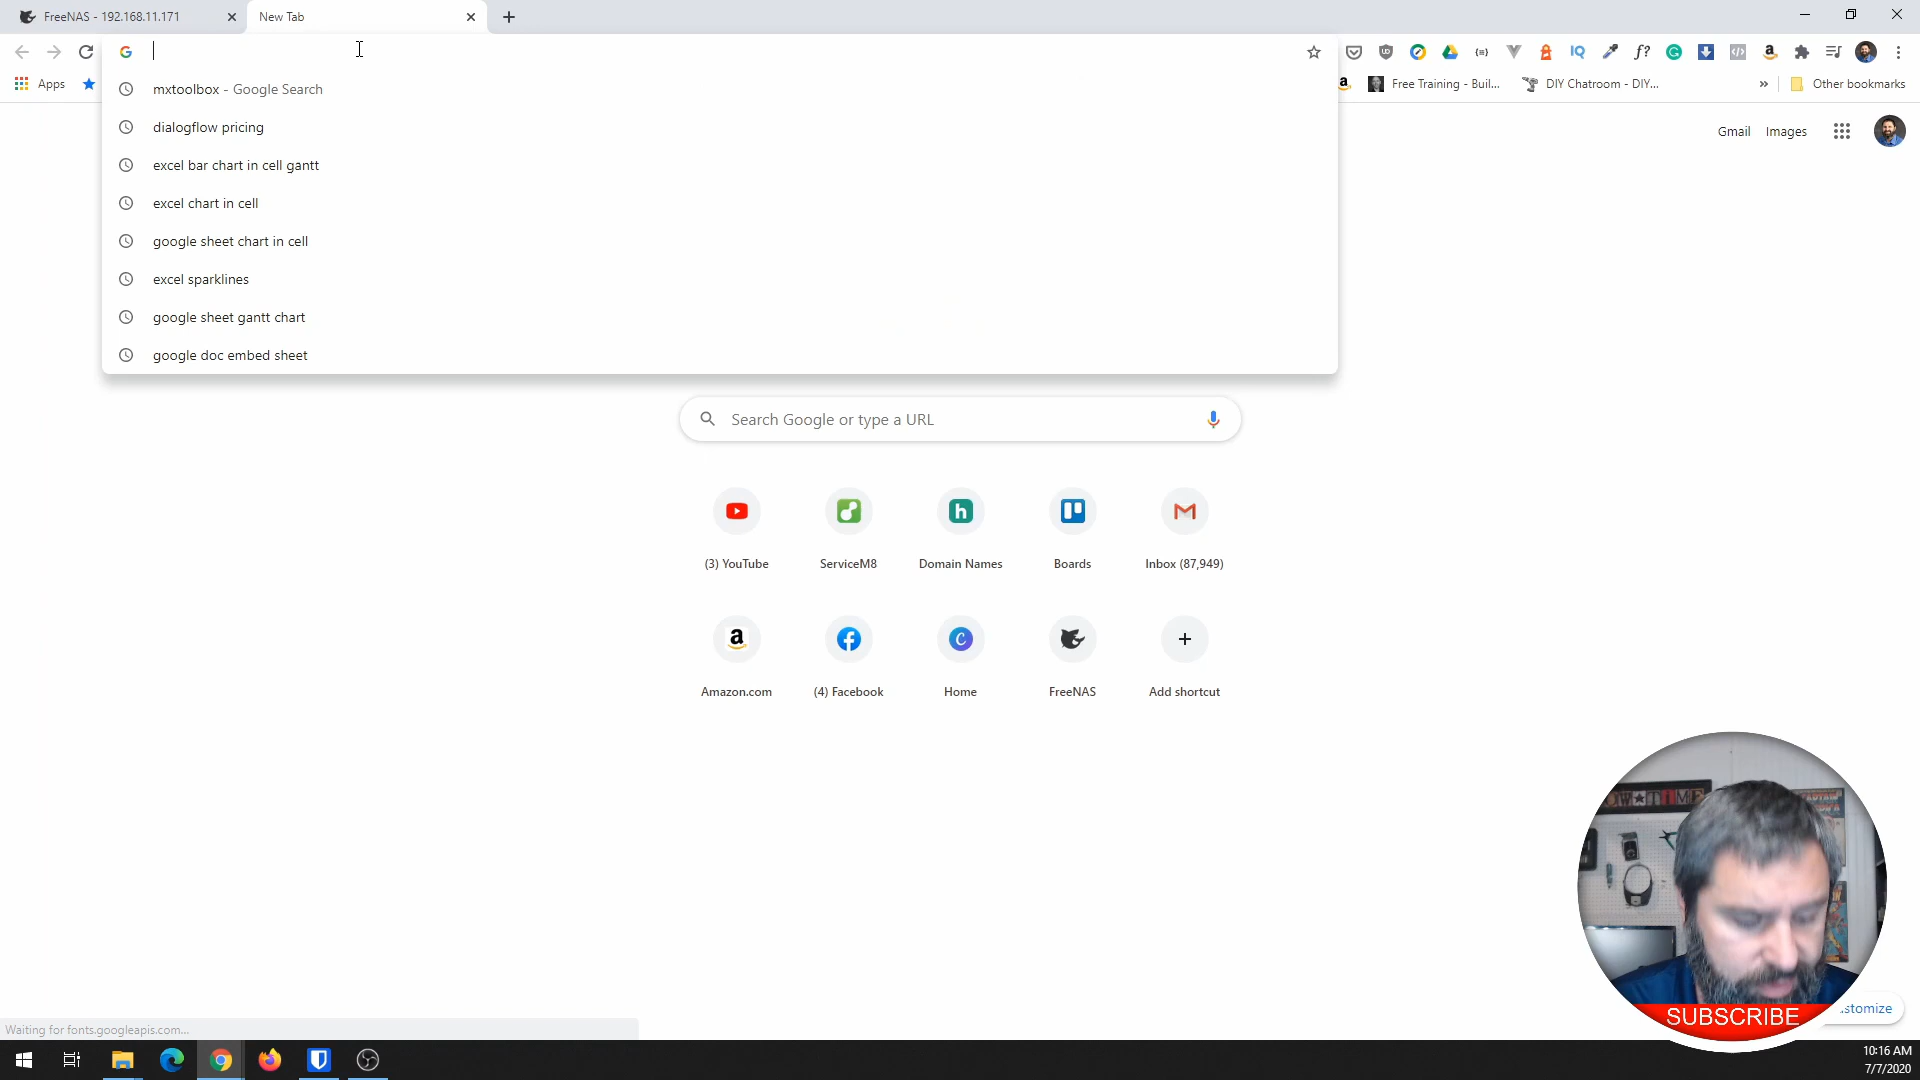 FreeNAS - 192.168.11.171
New Tab
Apps
Free Training - Buil...
DIY Chatroom - DIY...
»
Other bookmarks
mxtoolbox - Google Search
dialogflow pricing
excel bar chart in cell gantt
excel chart in cell
google sheet chart in cell
excel sparklines
google sheet gantt chart
google doc embed sheet
Gmail
Images
Search Google or type a URL
(3) YouTube
ServiceM8
Domain Names
Boards
Inbox (87,949)
Amazon.com
(4) Facebook
Home
FreeNAS
Add shortcut
OW★TIME
stomize
SUBSCRIBE
Waiting for fonts.googleapis.com...
10:16 AM
7/7/2020